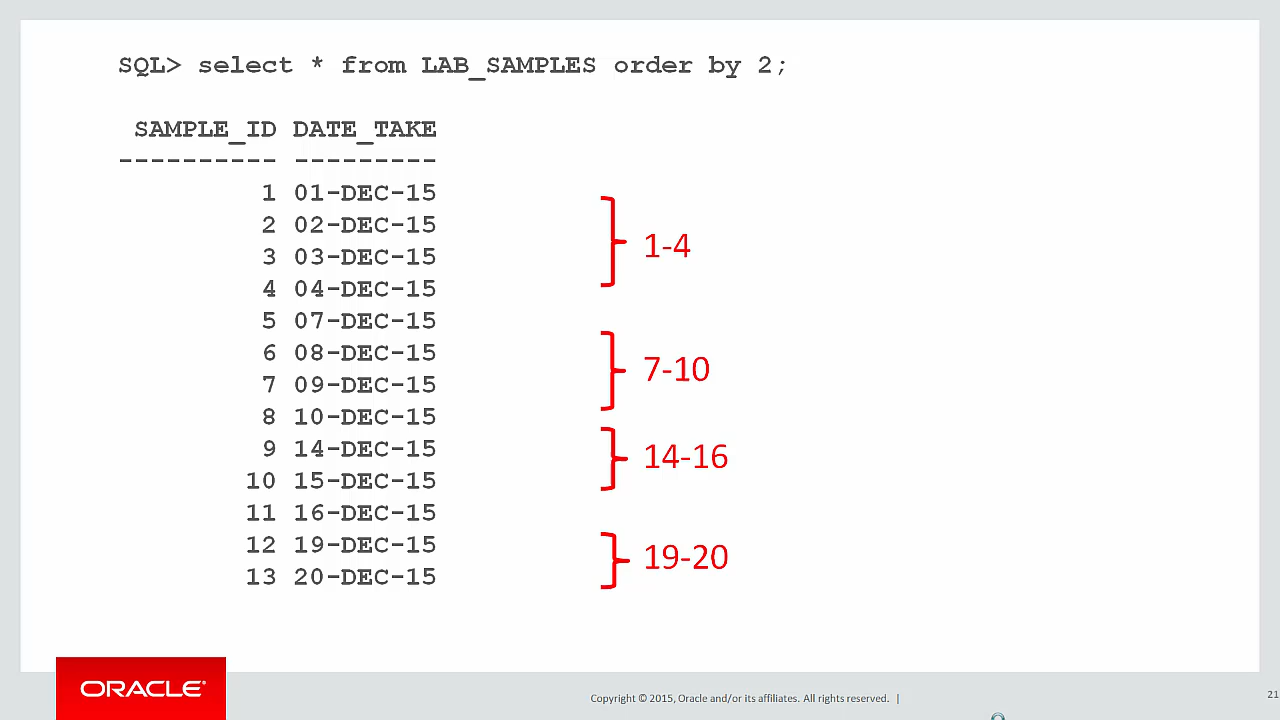 SQL> select * from LAB_SAMPLES order by 2;
SAMPLE_ID DATE_TAKE
---------- ---------
1 01-DEC-15
2 02-DEC-15
3 03-DEC-15
1-4
4 04-DEC-15
5 07-DEC-15
6 08-DEC-15
7 09-DEC-15
7-10
8 10-DEC-15
9 14-DEC-15
14-16
10 15-DEC-15
11 16-DEC-15
12 19-DEC-15
19-20
13 20-DEC-15
ORACLE®
Copyright © 2015, Oracle and/or its affiliates. All rights reserved. |
21